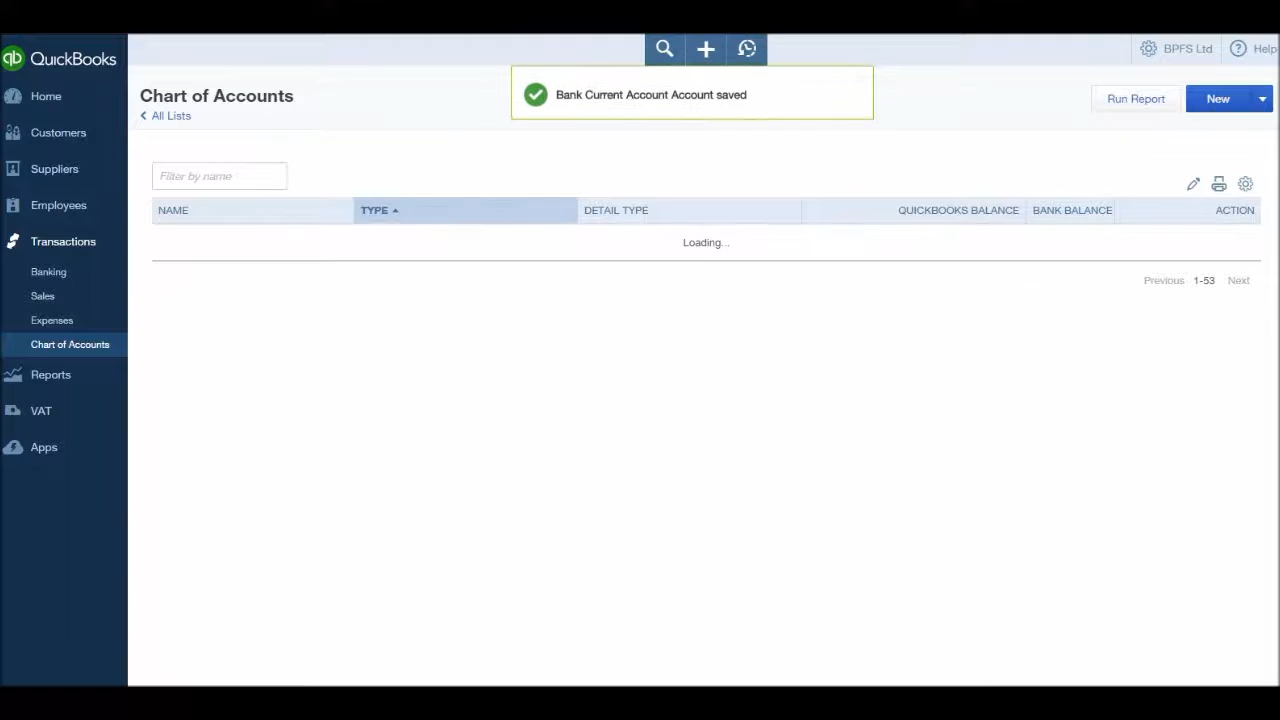 qb QuickBooks
BPFS Ltd
Help
Bank Current Account Account saved
Home
Customers
Suppliers
Employees
Transactions
Banking
Sales
Expenses
Chart of Accounts
Reports
VAT
Apps
Chart of Accounts
All Lists
Run Report
New
Filter by name
NAME TYPE DETAIL TYPE QUICKBOOKS BALANCE BANK BALANCE ACTION
Loading...
Previous 1-53 Next